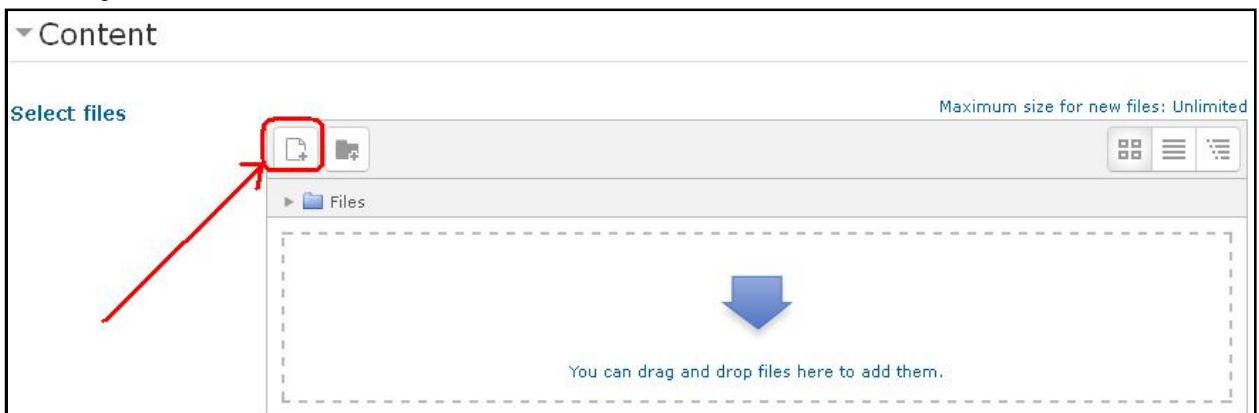 Content
Select files
Maximum size for new files: Unlimited
Files
You can drag and drop files here to add them.